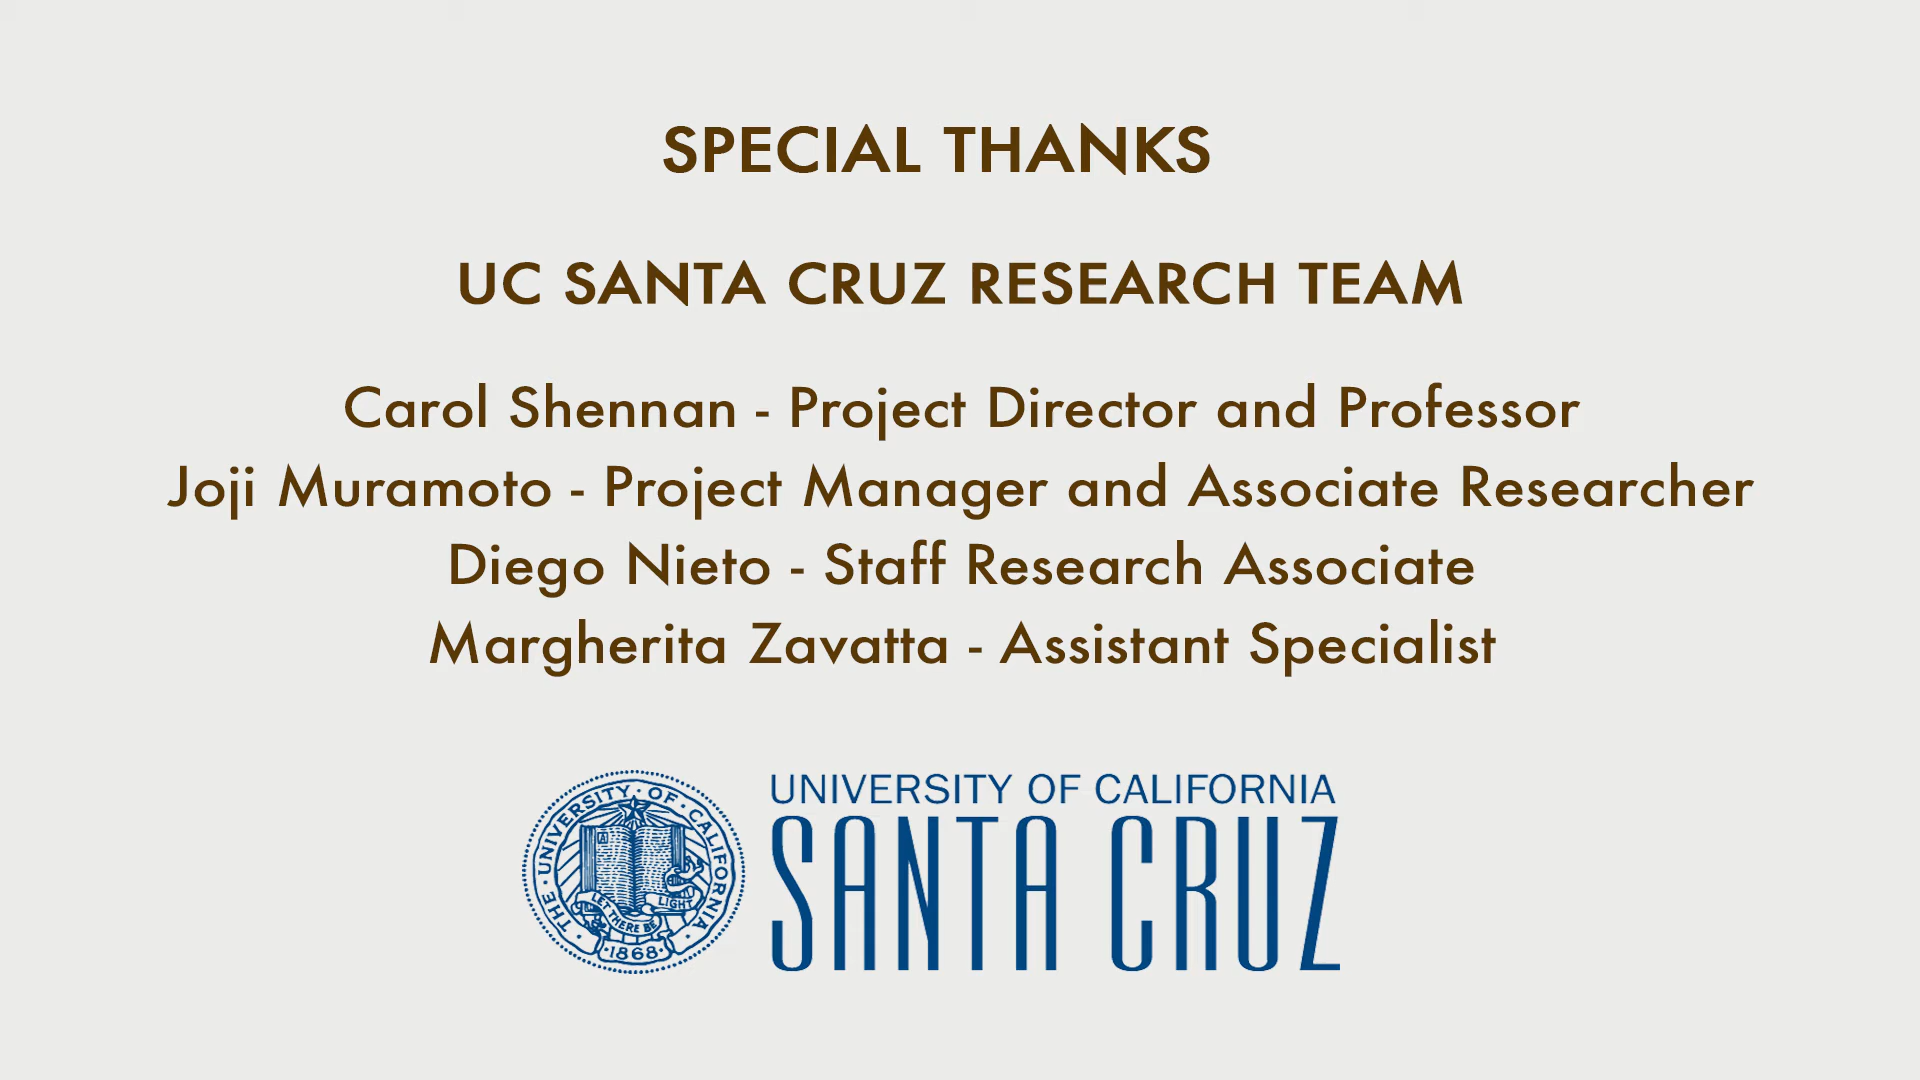 SPECIAL THANKS
UC SANTA CRUZ RESEARCH TEAM
Carol Shennan - Project Director and Professor
Joji Muramoto - Project Manager and Associate Researcher
Diego Nieto - Staff Research Associate
Margherita Zavatta - Assistant Specialist
THE · UNIVERSITY · OF · CALIFORNIA ·
LET THERE BE LIGHT
·1868·
UNIVERSITY OF CALIFORNIA
SANTA CRUZ